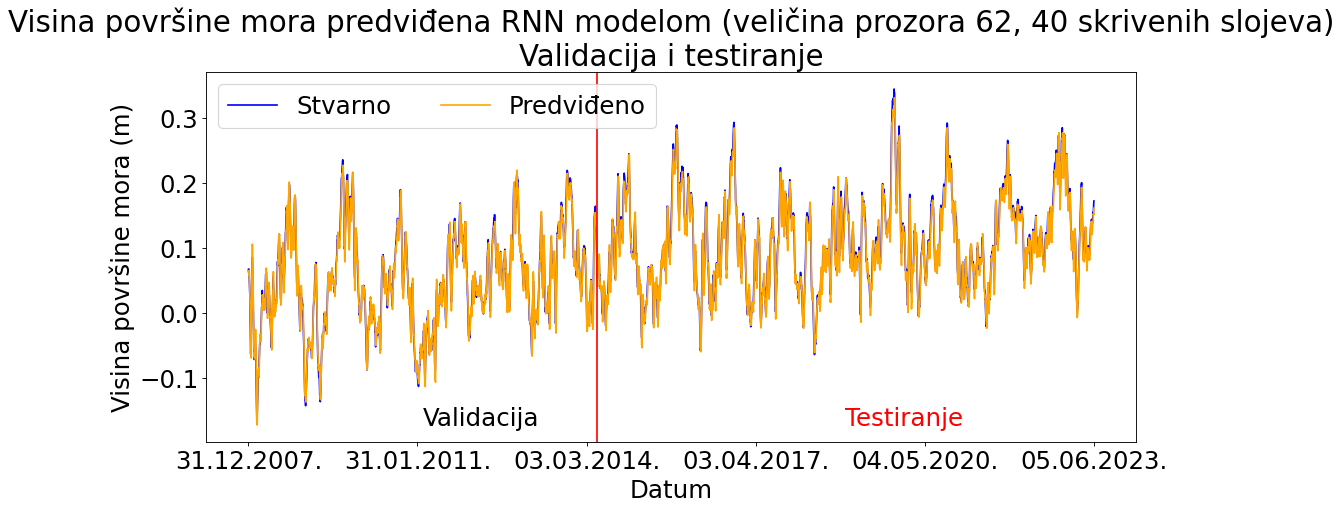 Visina površine mora predviđena RNN modelom (veličina prozora 62, 40 skrivenih slojeva)
Validacija i testiranje
Stvarno
Predviđeno
Visina površine mora (m)
0.3
0.2
0.1
0.0
−0.1
Validacija
Testiranje
31.12.2007.
31.01.2011.
03.03.2014.
03.04.2017.
04.05.2020.
05.06.2023.
Datum